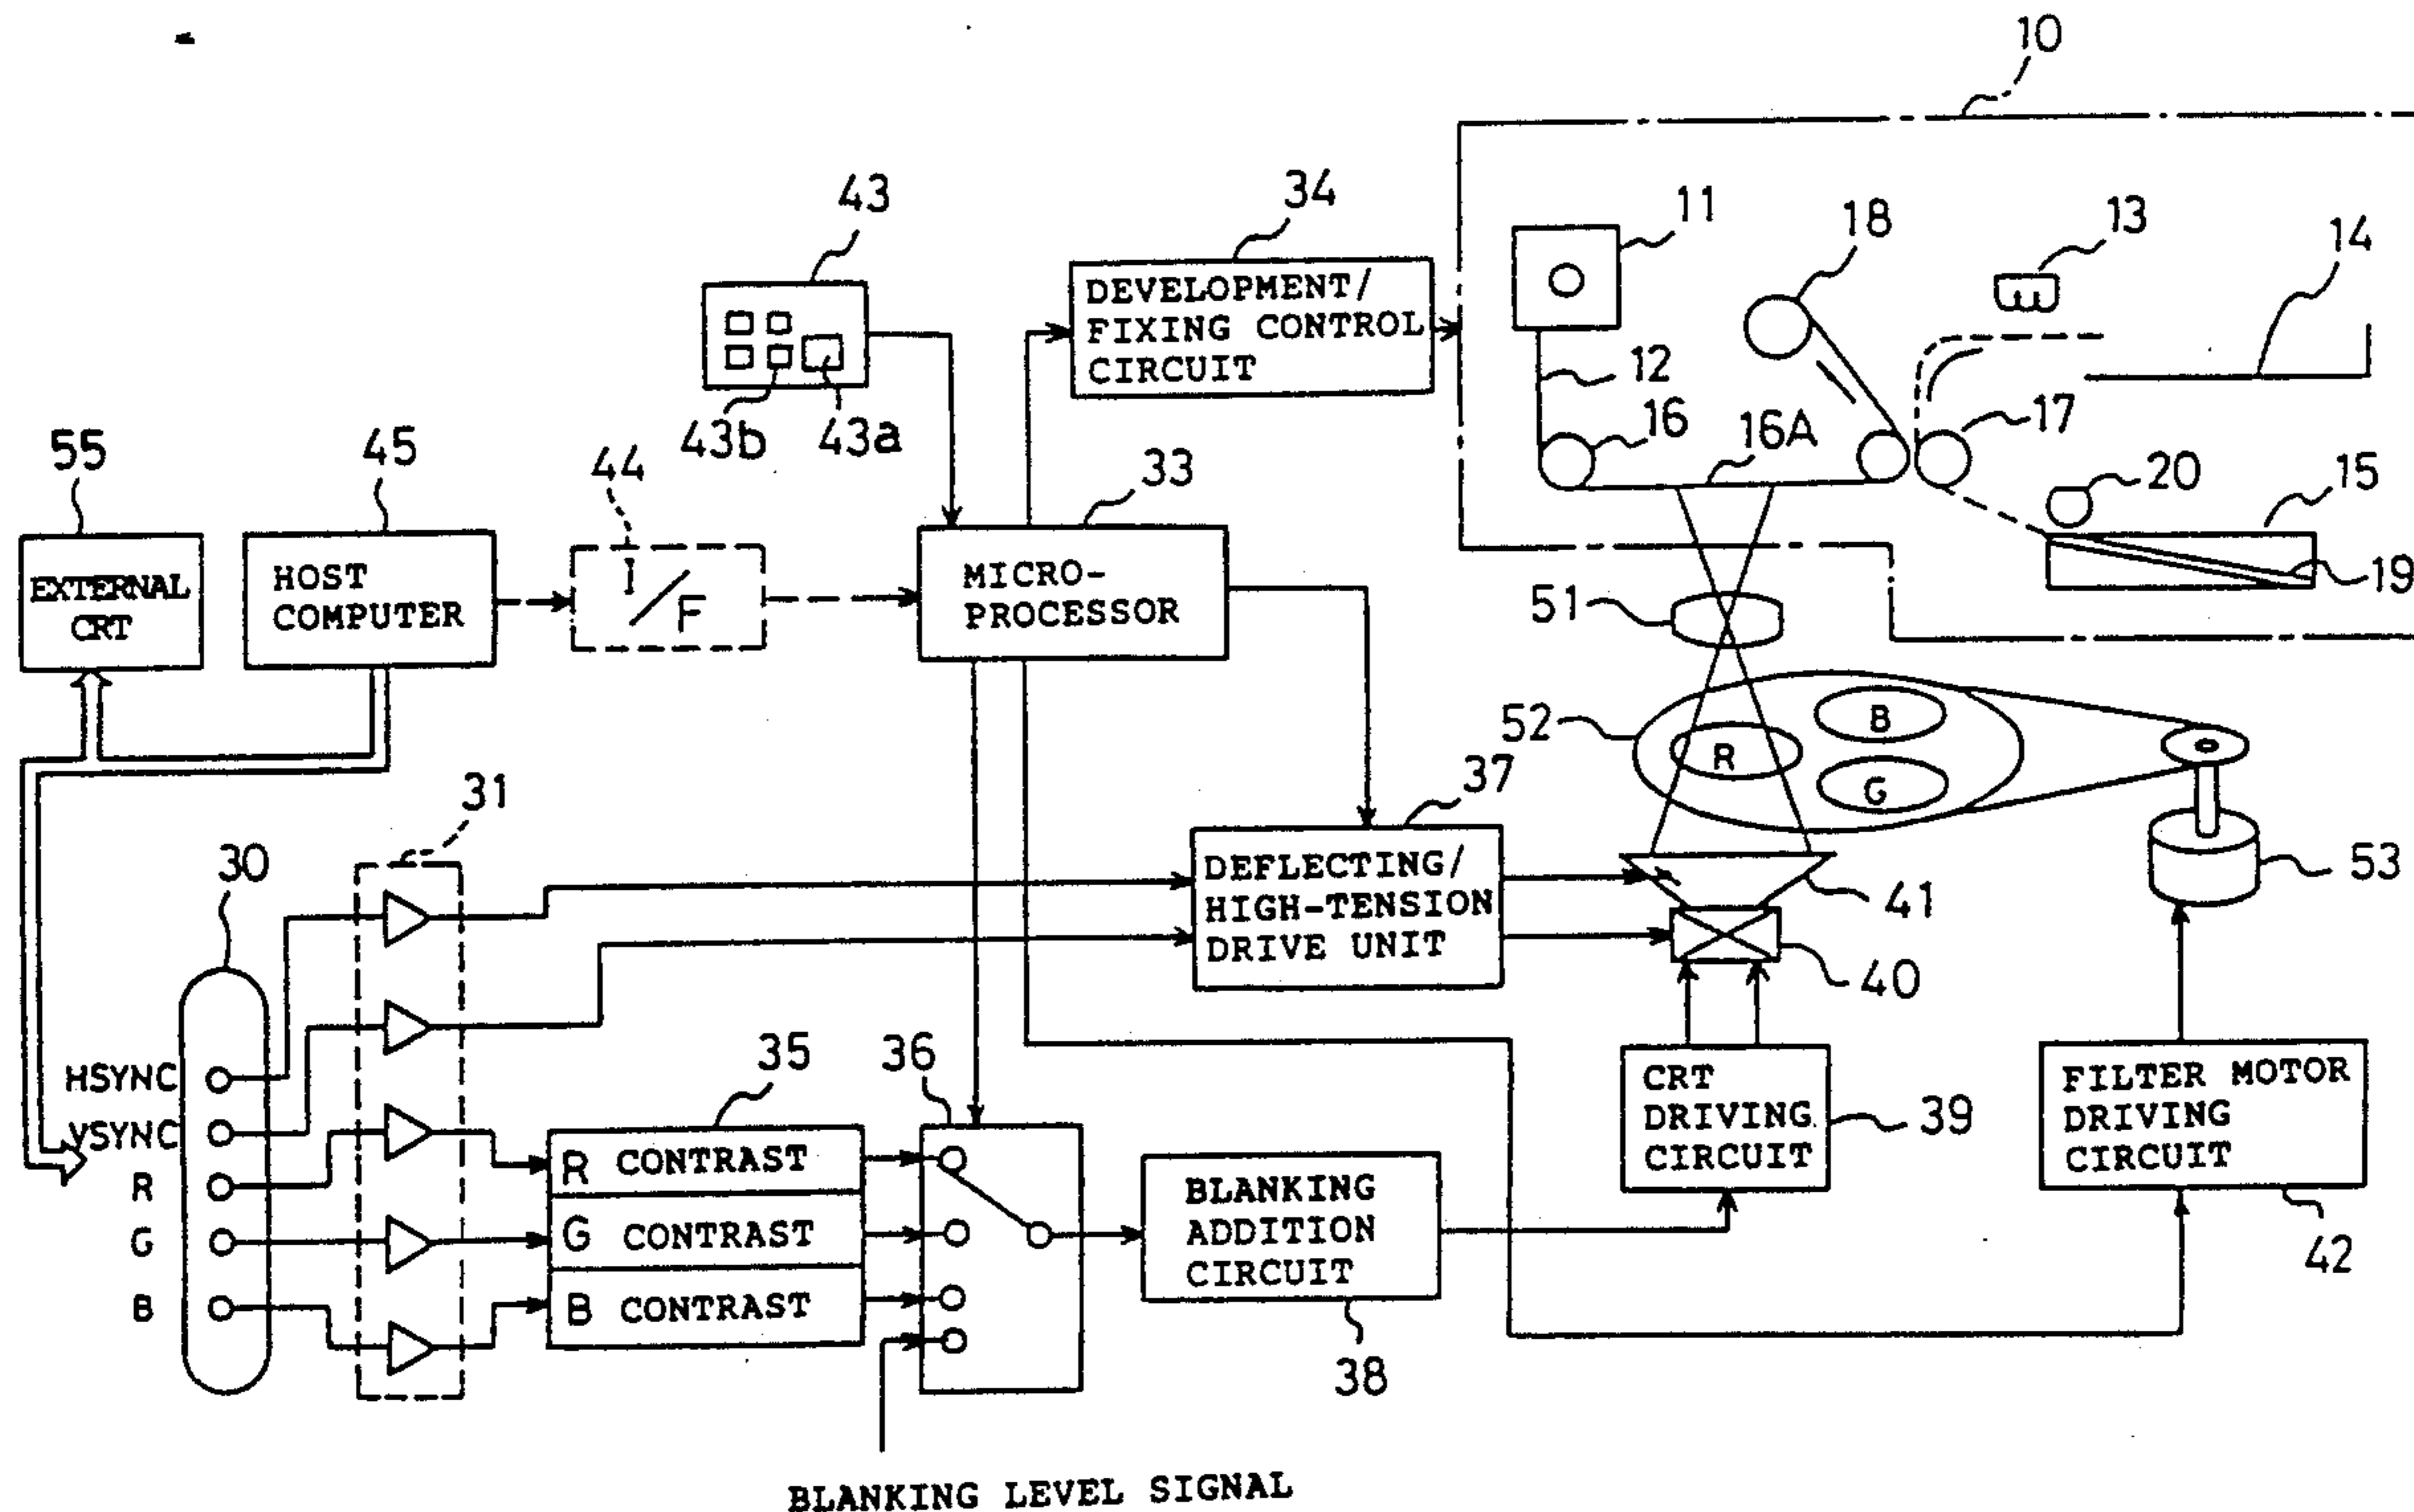 10
43
34
11
18
13
14
DEVELOPMENT/
FIXING CONTROL
CIRCUIT
12
43b
43a
16
16A
17
55
45
44
33
20
15
EXTERNAL
CRT
HOST
COMPUTER
I/F
MICRO-
PROCESSOR
19
51
52
B
R
G
31
37
30
DEFLECTING/
HIGH-TENSION
DRIVE UNIT
53
41
40
HSYNC
VSYNC
R
G
B
35
36
R CONTRAST
G CONTRAST
B CONTRAST
BLANKING
ADDITION
CIRCUIT
38
CRT
DRIVING
CIRCUIT
39
FILTER MOTOR
DRIVING
CIRCUIT
42
BLANKING LEVEL SIGNAL